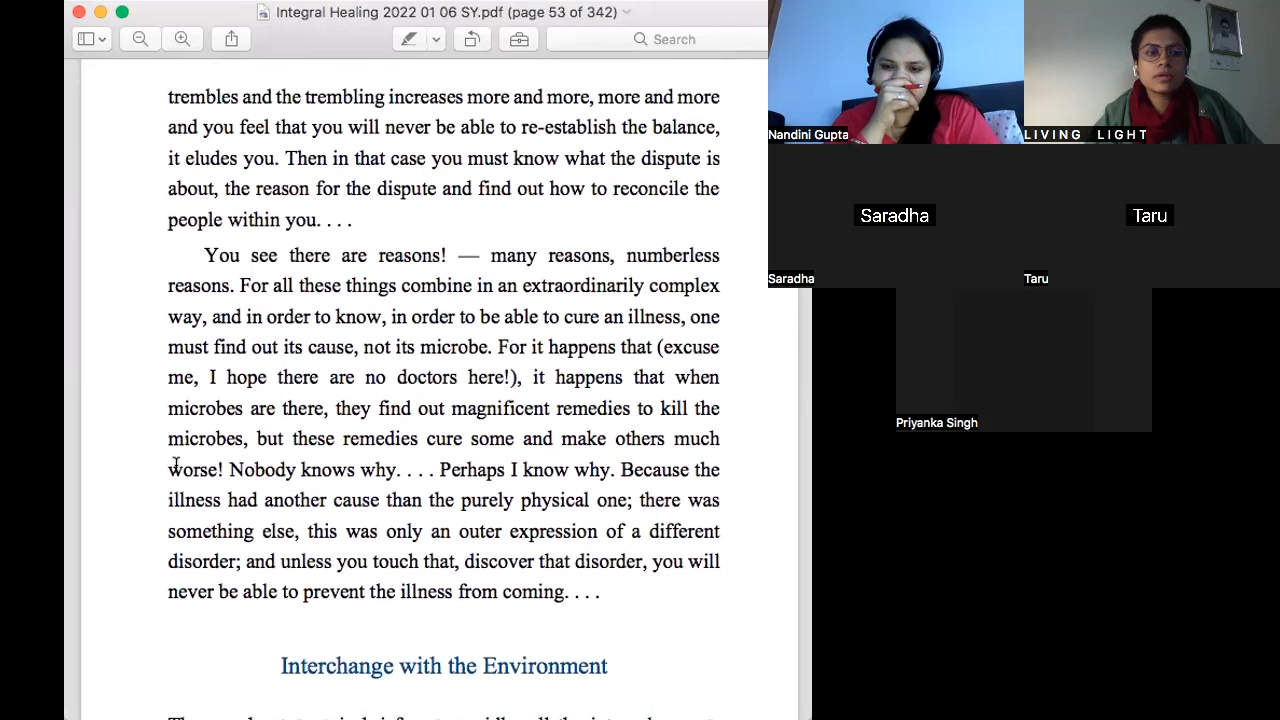 Integral Healing 2022 01 06 SY.pdf (page 53 of 342)
Search
trembles and the trembling increases more and more, more and more
and you feel that you will never be able to re-establish the balance,
it eludes you. Then in that case you must know what the dispute is
about, the reason for the dispute and find out how to reconcile the
people within you. . . .
You see there are reasons! — many reasons, numberless
reasons. For all these things combine in an extraordinarily complex
way, and in order to know, in order to be able to cure an illness, one
must find out its cause, not its microbe. For it happens that (excuse
me, I hope there are no doctors here!), it happens that when
microbes are there, they find out magnificent remedies to kill the
microbes, but these remedies cure some and make others much
worse! Nobody knows why. . . . Perhaps I know why. Because the
illness had another cause than the purely physical one; there was
something else, this was only an outer expression of a different
disorder; and unless you touch that, discover that disorder, you will
never be able to prevent the illness from coming. . . .
Interchange with the Environment
Nandini Gupta
LIVING LIGHT
Saradha
Taru
Saradha
Taru
Priyanka Singh